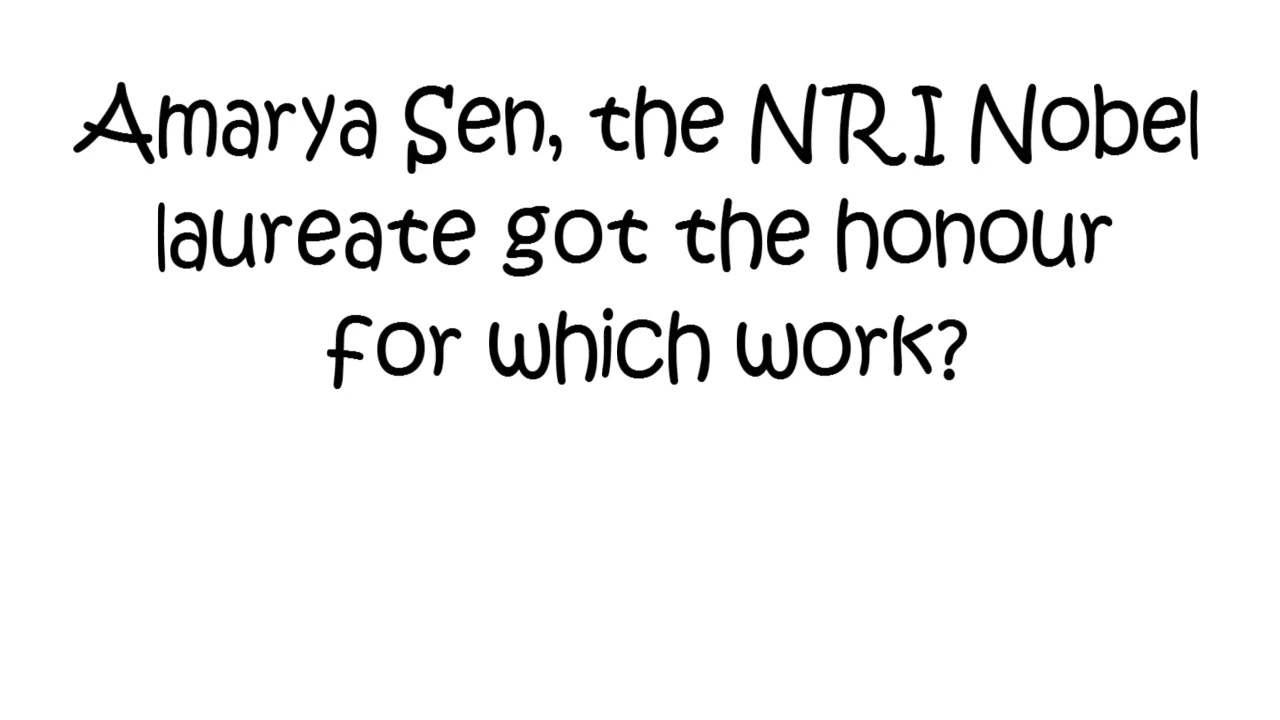 Amarya Sen, the NRI Nobel
laureate got the honour
for which work?